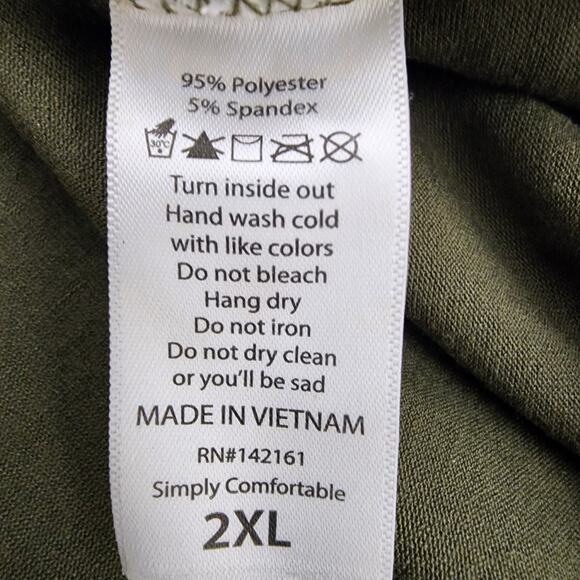 95% Polyester
5% Spandex
30°C
Turn inside out
Hand wash cold
with like colors
Do not bleach
Hang dry
Do not iron
Do not dry clean
or you'll be sad
MADE IN VIETNAM
RN#142161
Simply Comfortable
2XL